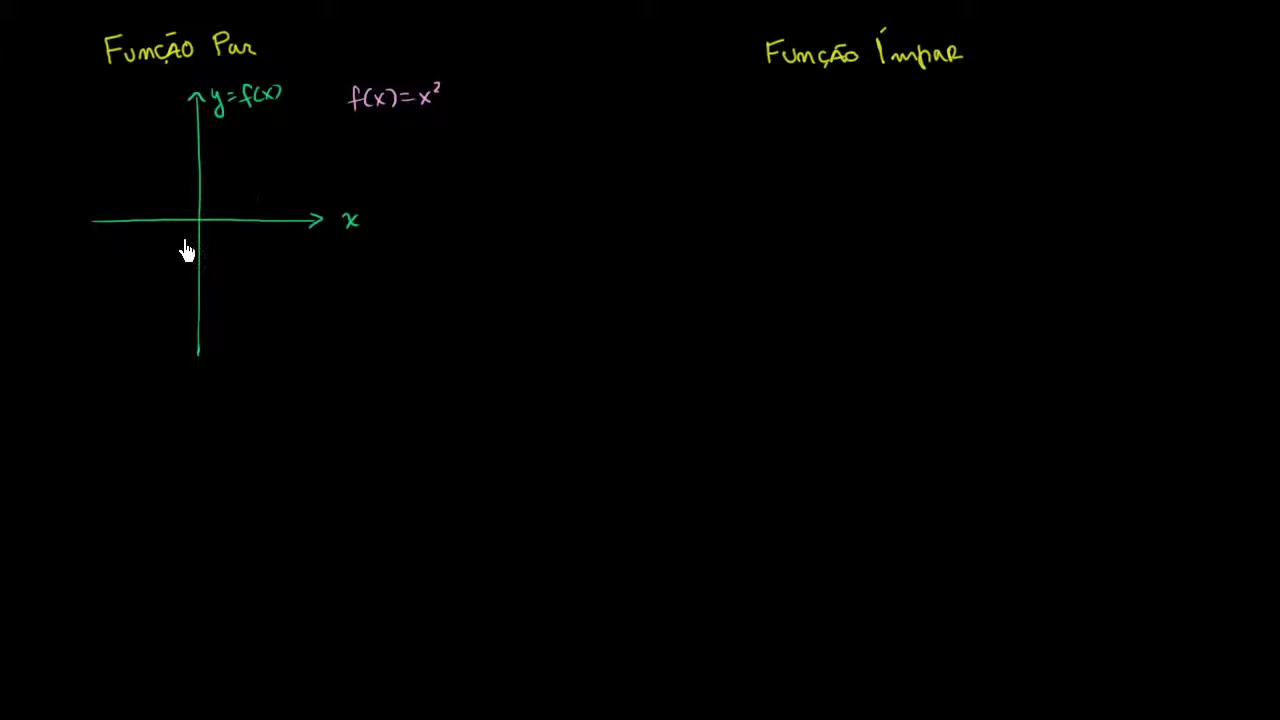 Função Par
Função Ímpar
y=f(x)
f(x)=x²
x